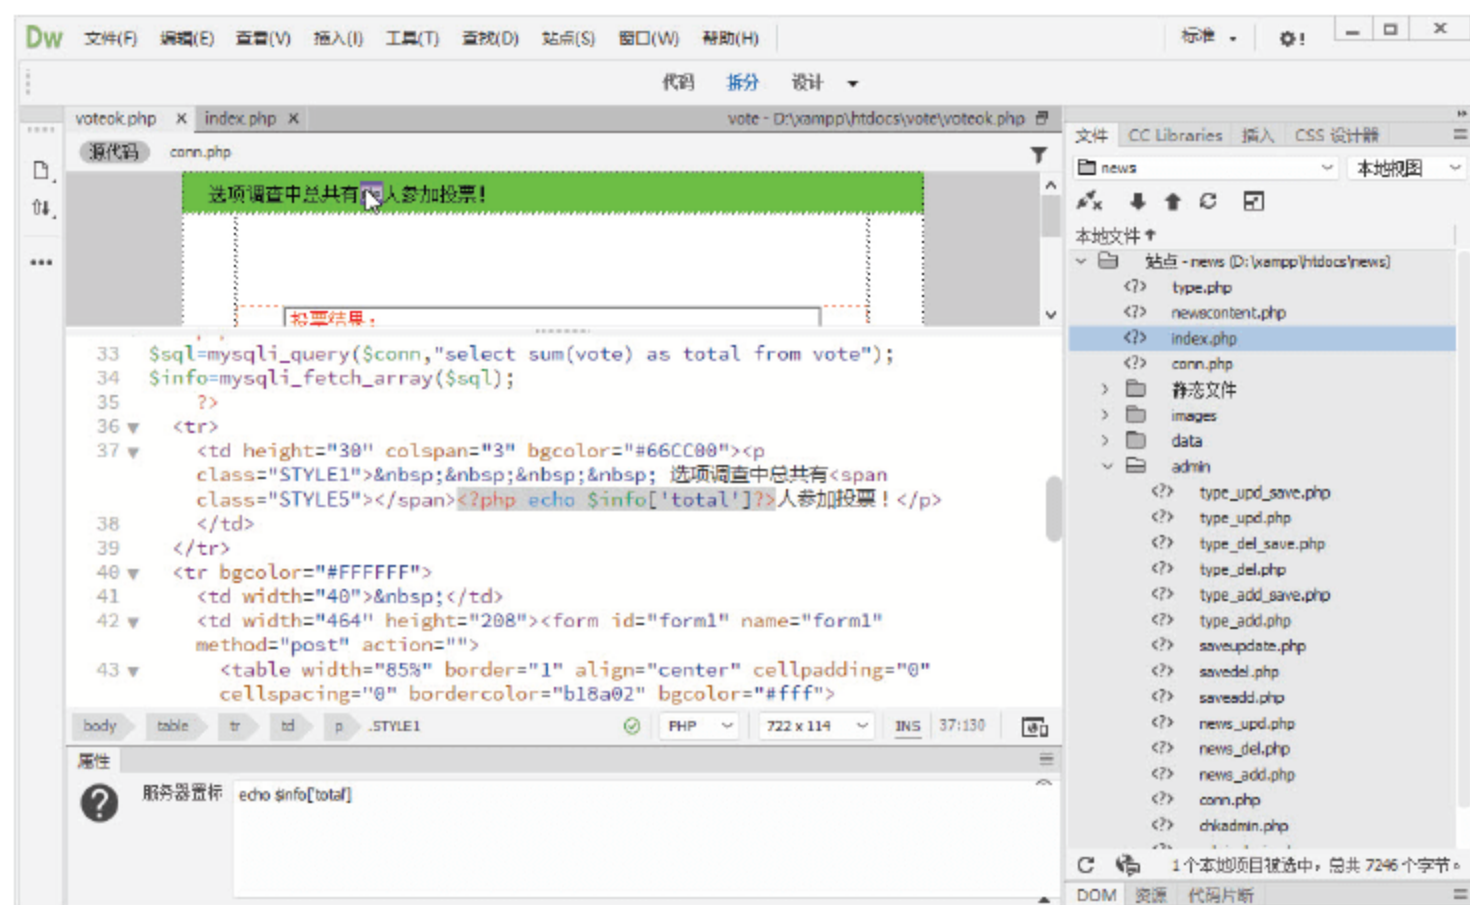 Dw 文件(F) 编辑(E) 查看(V) 插入(I) 工具(T) 查找(D) 站点(S) 窗口(W) 帮助(H) 标准
代码 拆分 设计
voteok.php X index.php X vote - D:\xampp\htdocs\vote\voteok.php
源代码 conn.php
选项调查中总共有 人参加投票!
投票结果:
33 $sql=mysqli_query($conn,"select sum(vote) as total from vote");
34 $info=mysqli_fetch_array($sql);
35 ?>
36 <tr>
37 <td height="30" colspan="3" bgcolor="#66CC00"><p
class="STYLE1">&nbsp;&nbsp;&nbsp;&nbsp; 选项调查中总共有<span
class="STYLE5"></span><?php echo $info['total']?>人参加投票！</p>
38 </td>
39 </tr>
40 <tr bgcolor="#FFFFFF">
41 <td width="40">&nbsp;</td>
42 <td width="464" height="208"><form id="form1" name="form1"
method="post" action="">
43 <table width="85%" border="1" align="center" cellpadding="0"
cellspacing="0" bordercolor="b18a02" bgcolor="#fff">
body table tr td p .STYLE1 PHP 722 x 114 INS 37:130
属性
服务器置标 echo $info['total']
文件 CC Libraries 插入 CSS 设计器
news 本地视图
本地文件
站点 - news (D:\xampp\htdocs\news)
<?> type.php
<?> newscontent.php
<?> index.php
<?> conn.php
静态文件
images
data
admin
<?> type_upd_save.php
<?> type_upd.php
<?> type_del_save.php
<?> type_del.php
<?> type_add_save.php
<?> type_add.php
<?> saveupdate.php
<?> savedel.php
<?> saveadd.php
<?> news_upd.php
<?> news_del.php
<?> news_add.php
<?> conn.php
<?> chkadmin.php
1个本地项目被选中，总共 7246 个字节。
DOM 资源 代码片断